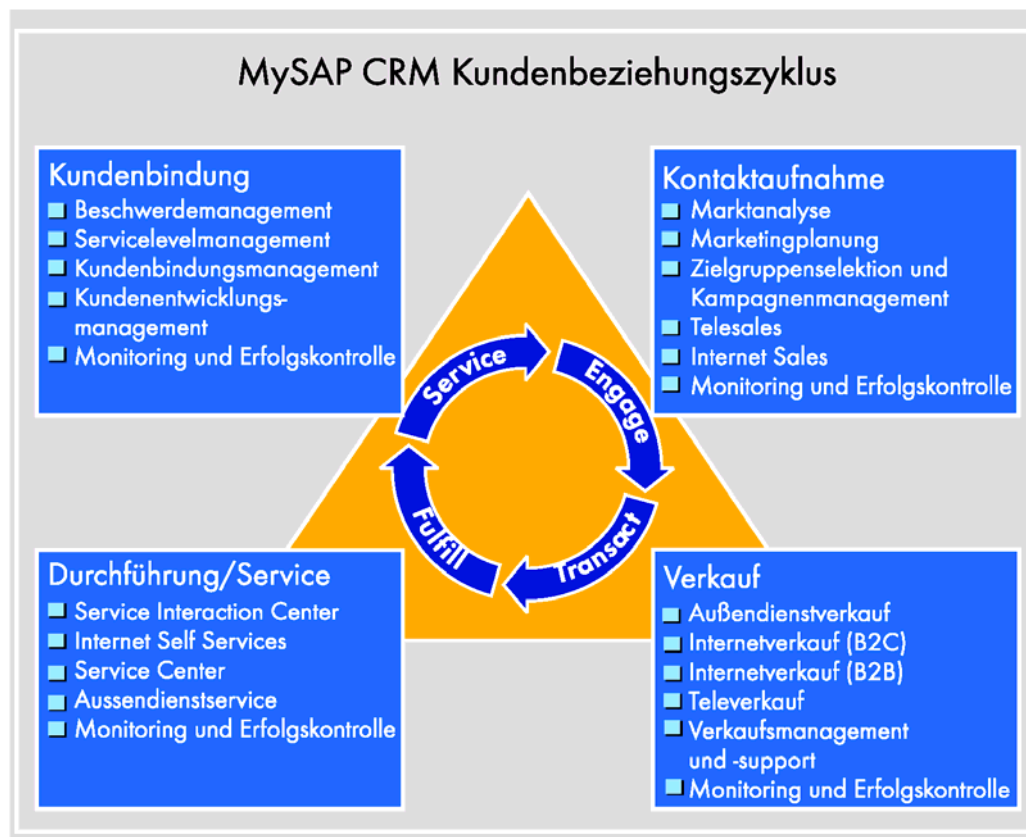 MySAP CRM Kundenbeziehungszyklus
Kundenbindung
Beschwerdemanagement
Servicelevelmanagement
Kundenbindungsmanagement
Kundenentwicklungs-
management
Monitoring und Erfolgskontrolle
Kontaktaufnahme
Marktanalyse
Marketingplanung
Zielgruppenselektion und
Kampagnenmanagement
Telesales
Internet Sales
Monitoring und Erfolgskontrolle
Service
Engage
Transact
Fulfill
Durchführung/Service
Service Interaction Center
Internet Self Services
Service Center
Aussendienstservice
Monitoring und Erfolgskontrolle
Verkauf
Außendienstverkauf
Internetverkauf (B2C)
Internetverkauf (B2B)
Televerkauf
Verkaufsmanagement
und -support
Monitoring und Erfolgskontrolle